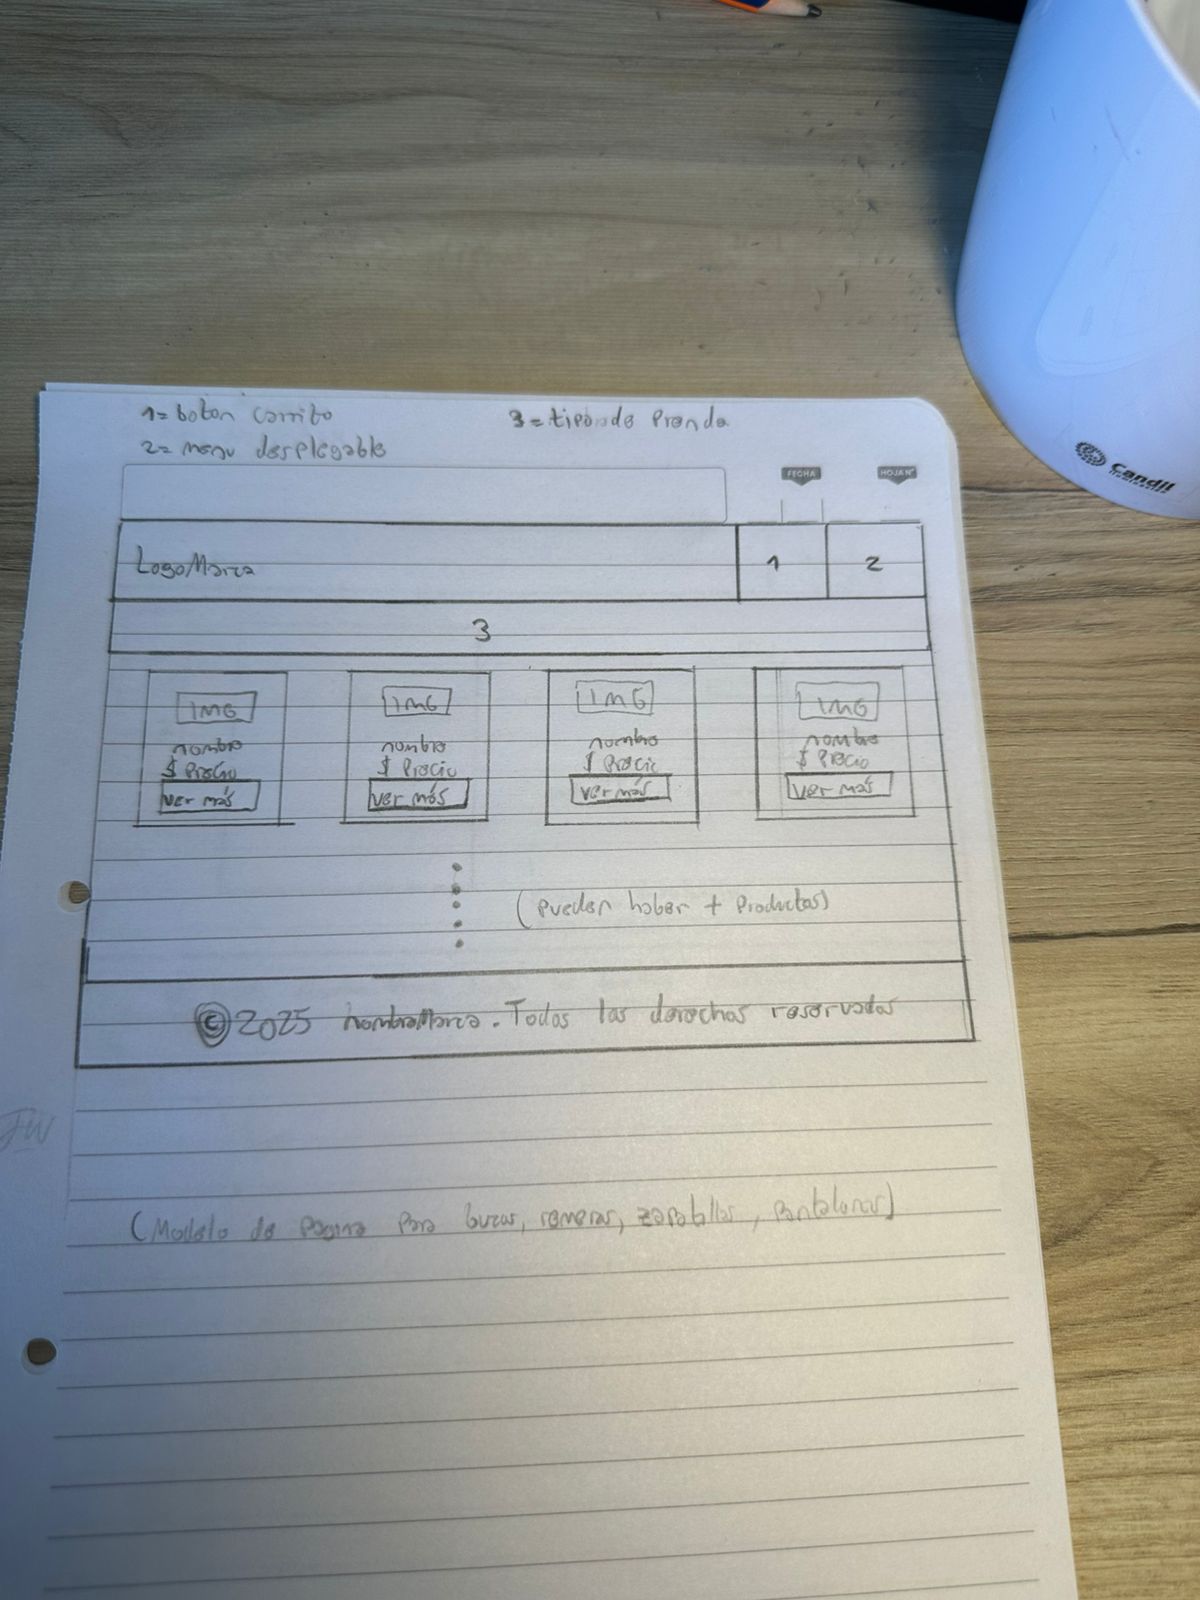 1= boton carrito
3= tipo de Prenda
2= menu desplegable
FECHA
HOJA Nº
LogoMarca
1
2
3
IMG
IMG
IMG
IMG
nombre
nombre
nombre
nombre
$ Precio
$ Precio
$ Precio
$ Precio
ver más
ver más
ver más
ver más
(Pueden haber + Productos)
© 2025 nombreMarca. Todos los derechos reservados
(Modelo de pagina para buzos, remeras, zapatillas, pantalones)
Candil